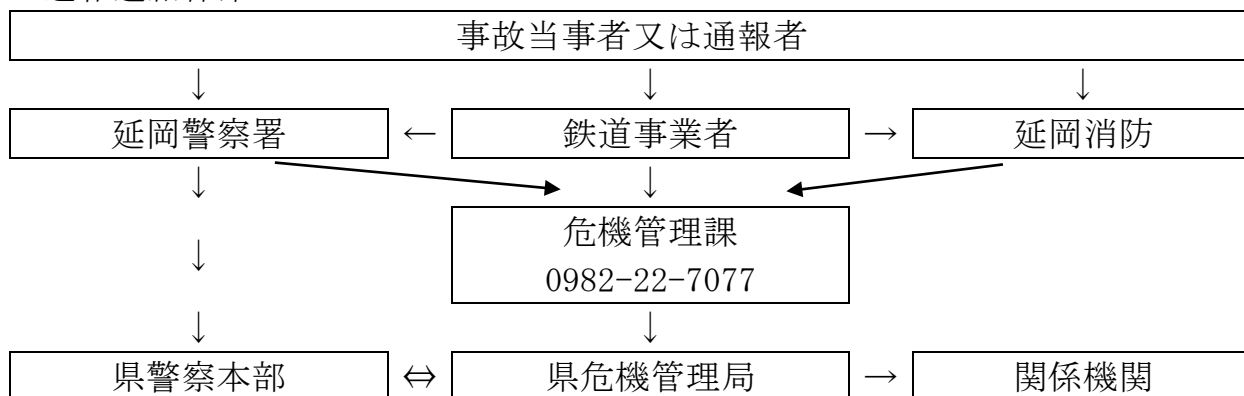 事故当事者又は通報者
↓ ↓ ↓
延岡警察署 ← 鉄道事業者 → 延岡消防
↓ ↓
危機管理課
↓
0982-22-7077
↓ ↓
県警察本部 ⇔ 県危機管理局 → 関係機関